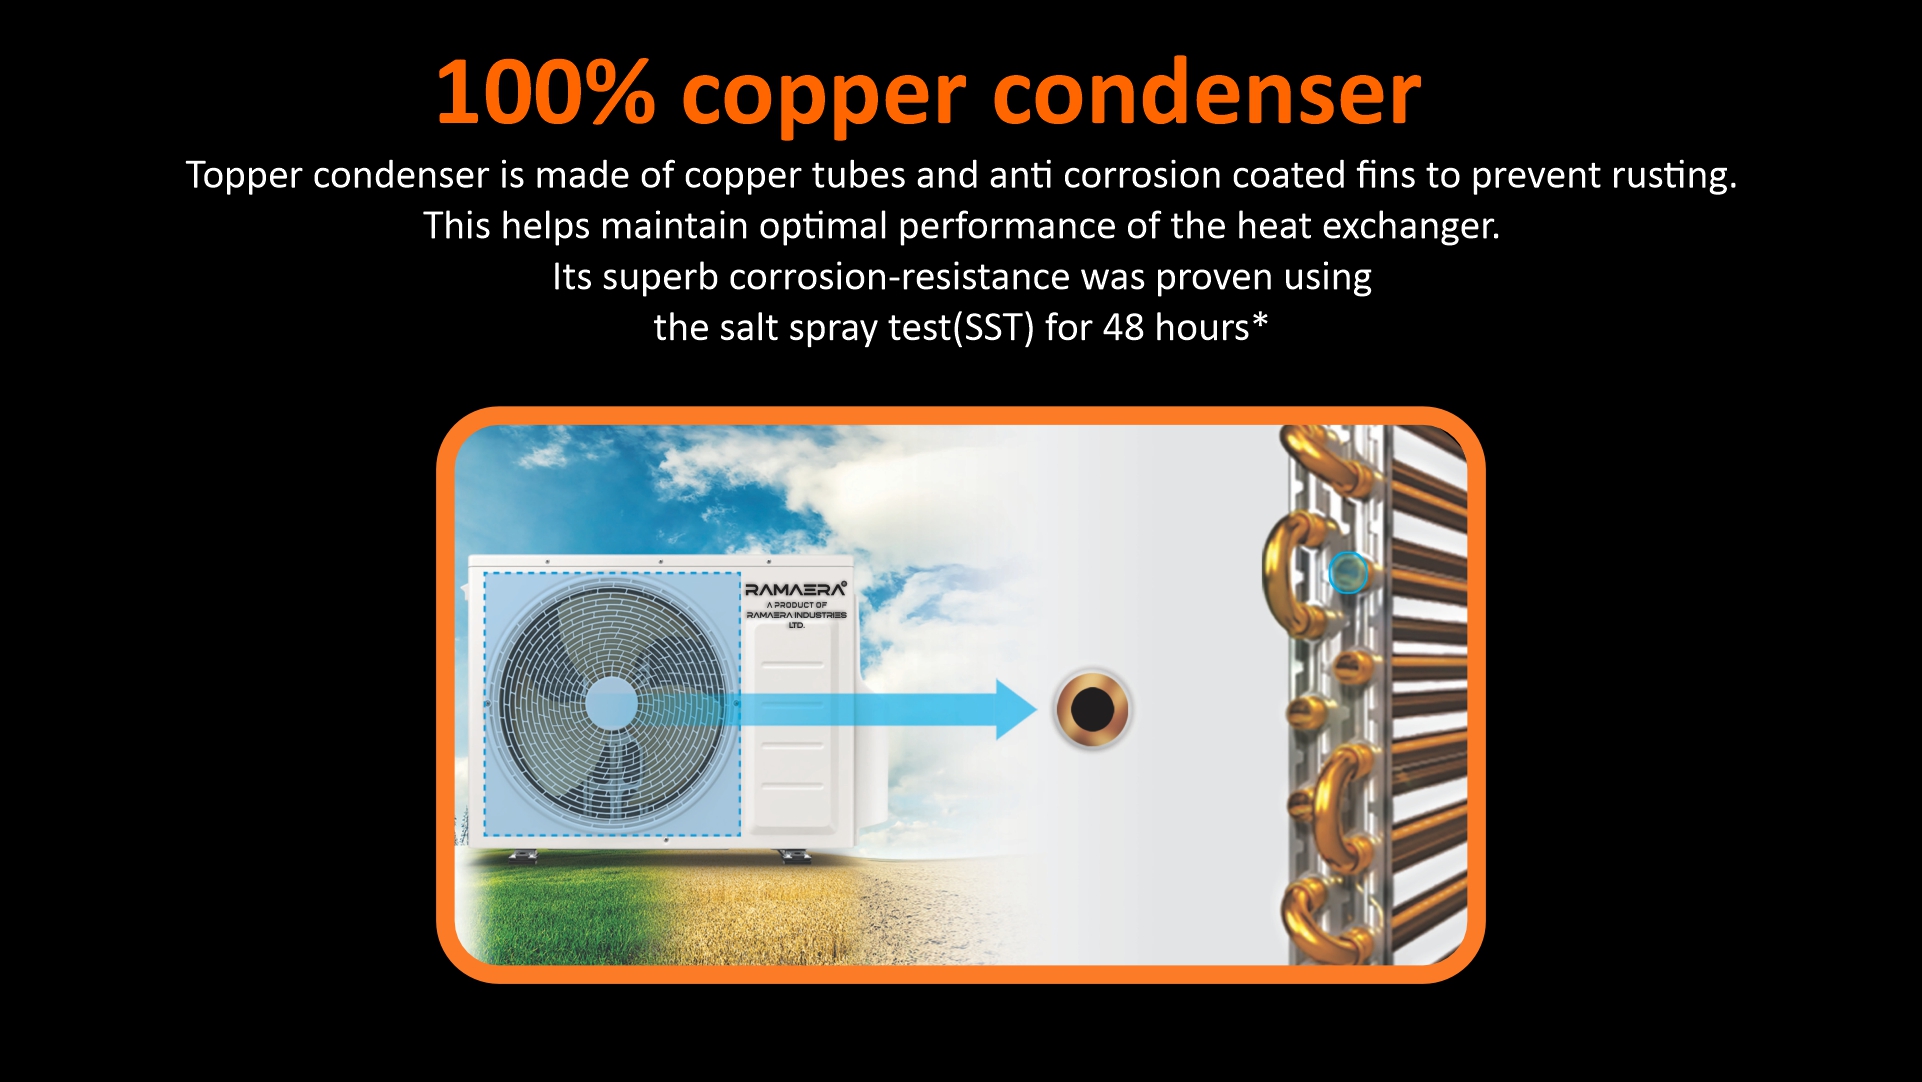 100% copper condenser
Topper condenser is made of copper tubes and anti corrosion coated fins to prevent rusting.
This helps maintain optimal performance of the heat exchanger.
Its superb corrosion-resistance was proven using
the salt spray test(SST) for 48 hours*
RAMAERA®
A PRODUCT OF
RAMAERA INDUSTRIES
LTD.